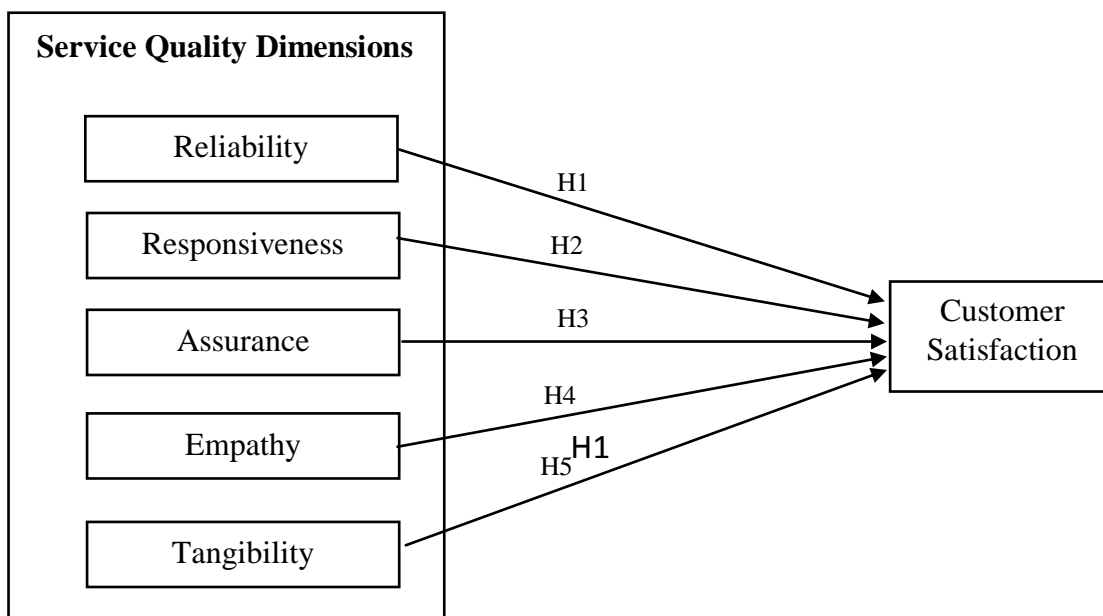 Service Quality Dimensions
Reliability
H1
Responsiveness
H2
Assurance
H3
Customer
Satisfaction
Empathy
H4
H5 H1
Tangibility